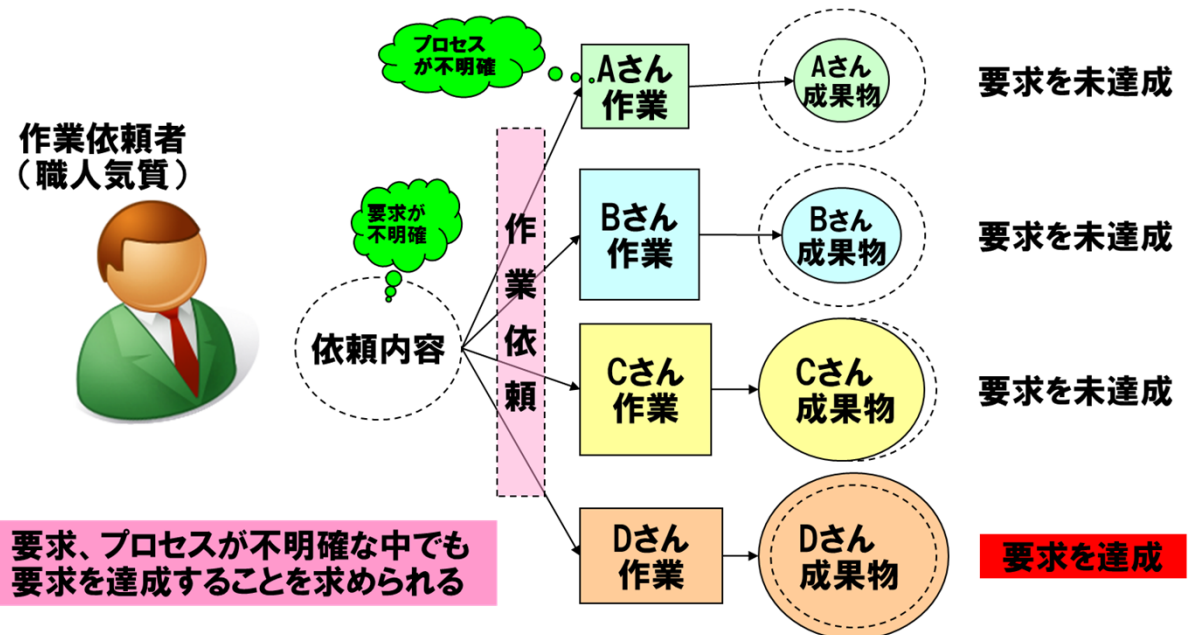 作業依頼者
（職人気質）
プロセス
が不明確
要求が
不明確
依頼内容
作業依頼
Aさん
作業
Aさん
成果物
要求を未達成
Bさん
作業
Bさん
成果物
要求を未達成
Cさん
作業
Cさん
成果物
要求を未達成
Dさん
作業
Dさん
成果物
要求を達成
要求、プロセスが不明確な中でも
要求を達成することを求められる